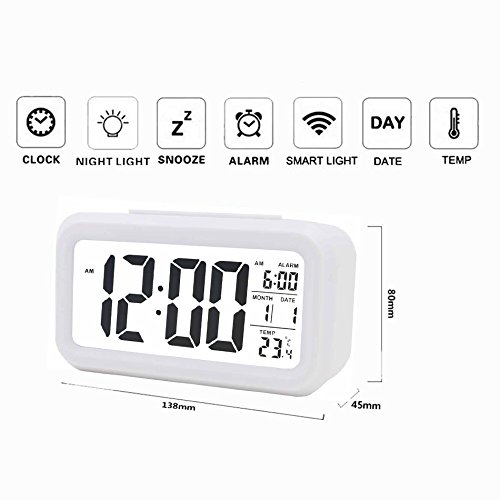 Z Z Z
DAY
CLOCK NIGHT LIGHT SNOOZE ALARM SMART LIGHT DATE TEMP
AM 12:00
AM ALARM
6:00
MONTH DATE
1 1
TEMP
23.4 °C
80mm
138mm
45mm